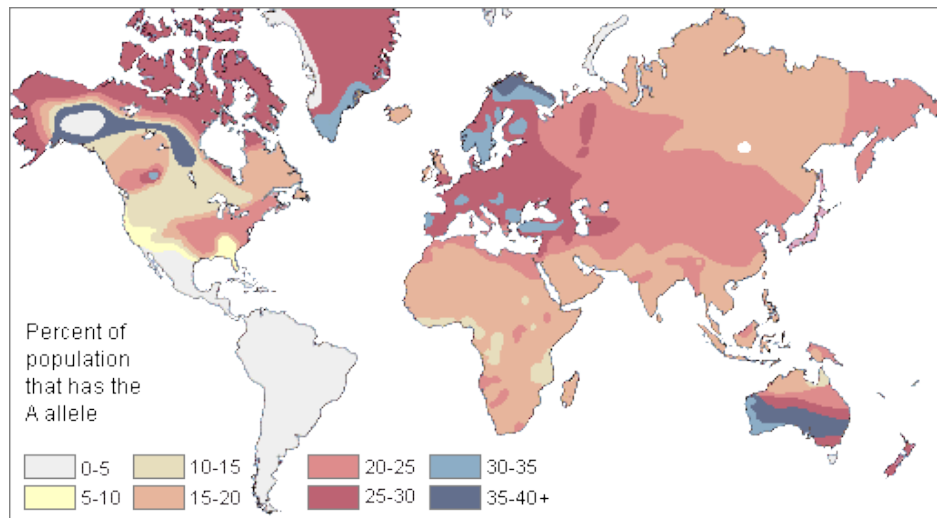 Percent of
population
that has the
A allele
0-5 10-15 20-25 30-35
5-10 15-20 25-30 35-40+